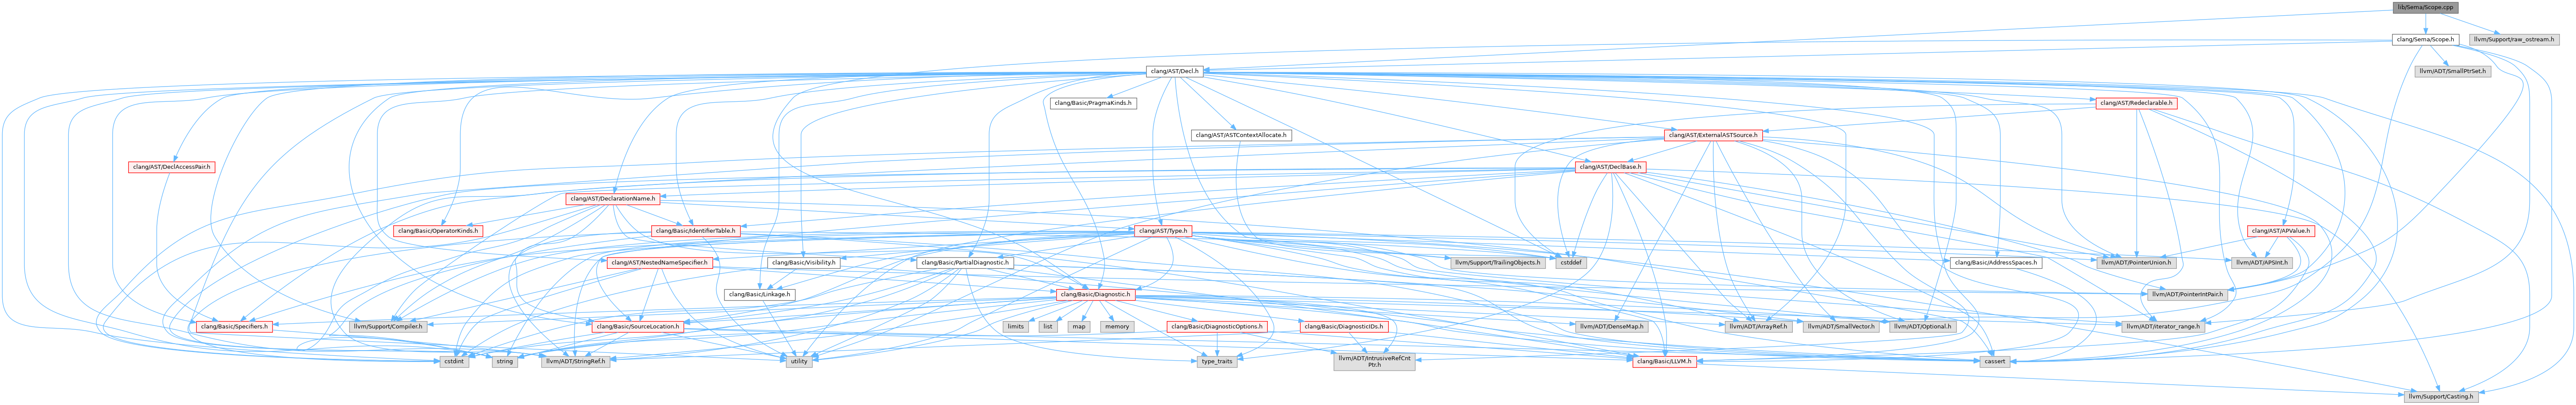 lib/Sema/Scope.cpp
clang/Sema/Scope.h
llvm/Support/raw_ostream.h
clang/AST/Decl.h
llvm/ADT/SmallPtrSet.h
clang/Basic/PragmaKinds.h
clang/AST/Redeclarable.h
clang/AST/ASTContextAllocate.h
clang/AST/ExternalASTSource.h
clang/AST/DeclAccessPair.h
clang/AST/DeclBase.h
clang/AST/DeclarationName.h
clang/Basic/OperatorKinds.h
clang/Basic/IdentifierTable.h
clang/AST/Type.h
clang/AST/APValue.h
clang/AST/NestedNameSpecifier.h
clang/Basic/Visibility.h
clang/Basic/PartialDiagnostic.h
llvm/Support/TrailingObjects.h
cstddef
clang/Basic/AddressSpaces.h
llvm/ADT/PointerUnion.h
llvm/ADT/APSInt.h
clang/Basic/Linkage.h
clang/Basic/Diagnostic.h
llvm/ADT/PointerIntPair.h
clang/Basic/Specifiers.h
llvm/Support/Compiler.h
clang/Basic/SourceLocation.h
limits
list
map
memory
clang/Basic/DiagnosticOptions.h
clang/Basic/DiagnosticIDs.h
llvm/ADT/DenseMap.h
llvm/ADT/ArrayRef.h
llvm/ADT/SmallVector.h
llvm/ADT/Optional.h
llvm/ADT/iterator_range.h
cstdint
string
llvm/ADT/StringRef.h
utility
type_traits
llvm/ADT/IntrusiveRefCnt
Ptr.h
clang/Basic/LLVM.h
cassert
llvm/Support/Casting.h